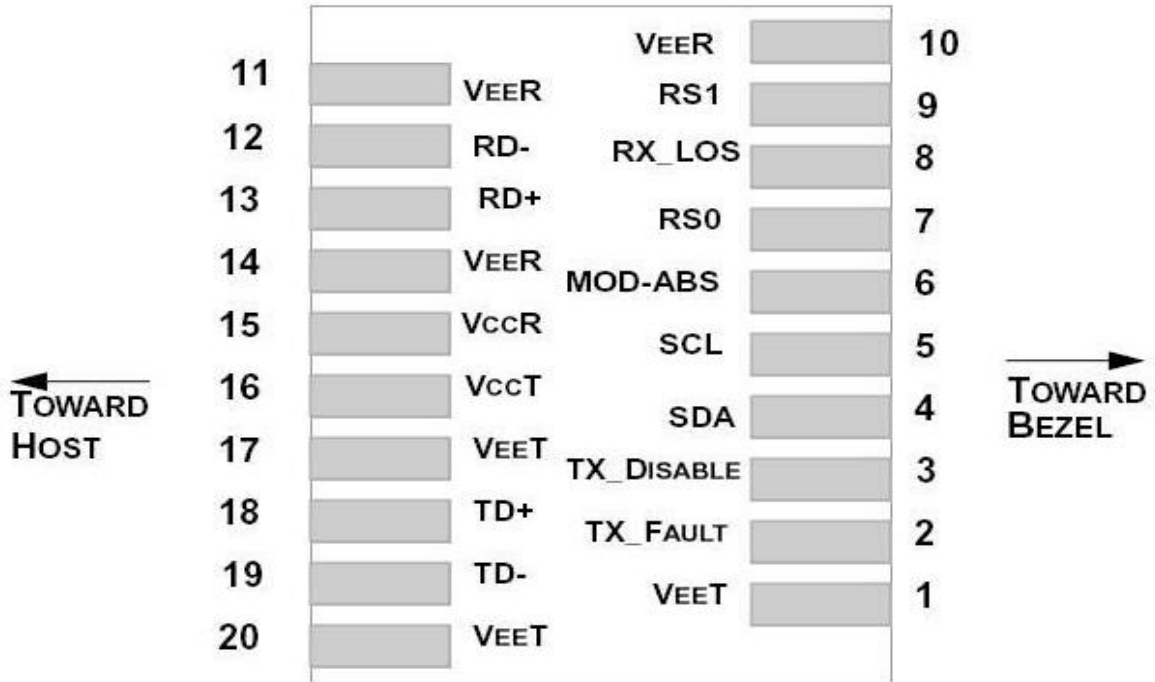 VEER 10
11 VEER
RS1 9
12 RD-
RX_LOS 8
13 RD+
RS0 7
14 VEER
MOD-ABS 6
15 VCCR
SCL 5
16 VCCT
SDA 4
17 VEET
TX_DISABLE 3
18 TD+
TX_FAULT 2
19 TD-
VEET 1
20 VEET
TOWARD
HOST
TOWARD
BEZEL